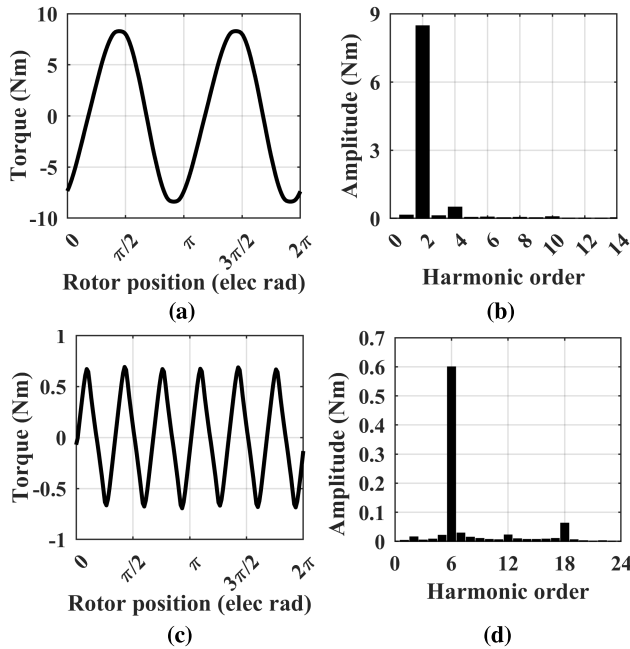 Torque (Nm)
10
5
0
-5
-10
0
π/2
π
3π/2
2π
Rotor position (elec rad)
(a)
Amplitude (Nm)
9
6
3
0
0
2
4
6
8
10
12
14
Harmonic order
(b)
Torque (Nm)
1
0.5
0
-0.5
-1
0
π/2
π
3π/2
2π
Rotor position (elec rad)
(c)
Amplitude (Nm)
0.7
0.6
0.5
0.4
0.3
0.2
0.1
0
0
6
12
18
24
Harmonic order
(d)